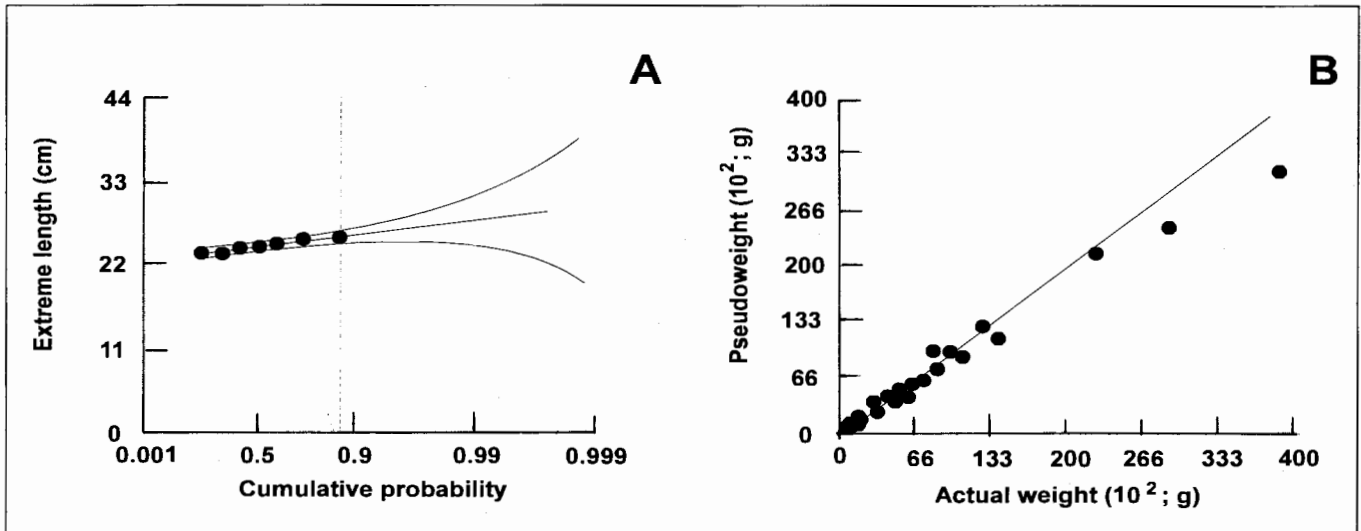 A
44
33
22
11
0
Extreme length (cm)
0.001 0.5 0.9 0.99 0.999
Cumulative probability
B
400
333
266
200
133
66
0
Pseudoweight (10²; g)
0 66 133 200 266 333 400
Actual weight (10²; g)